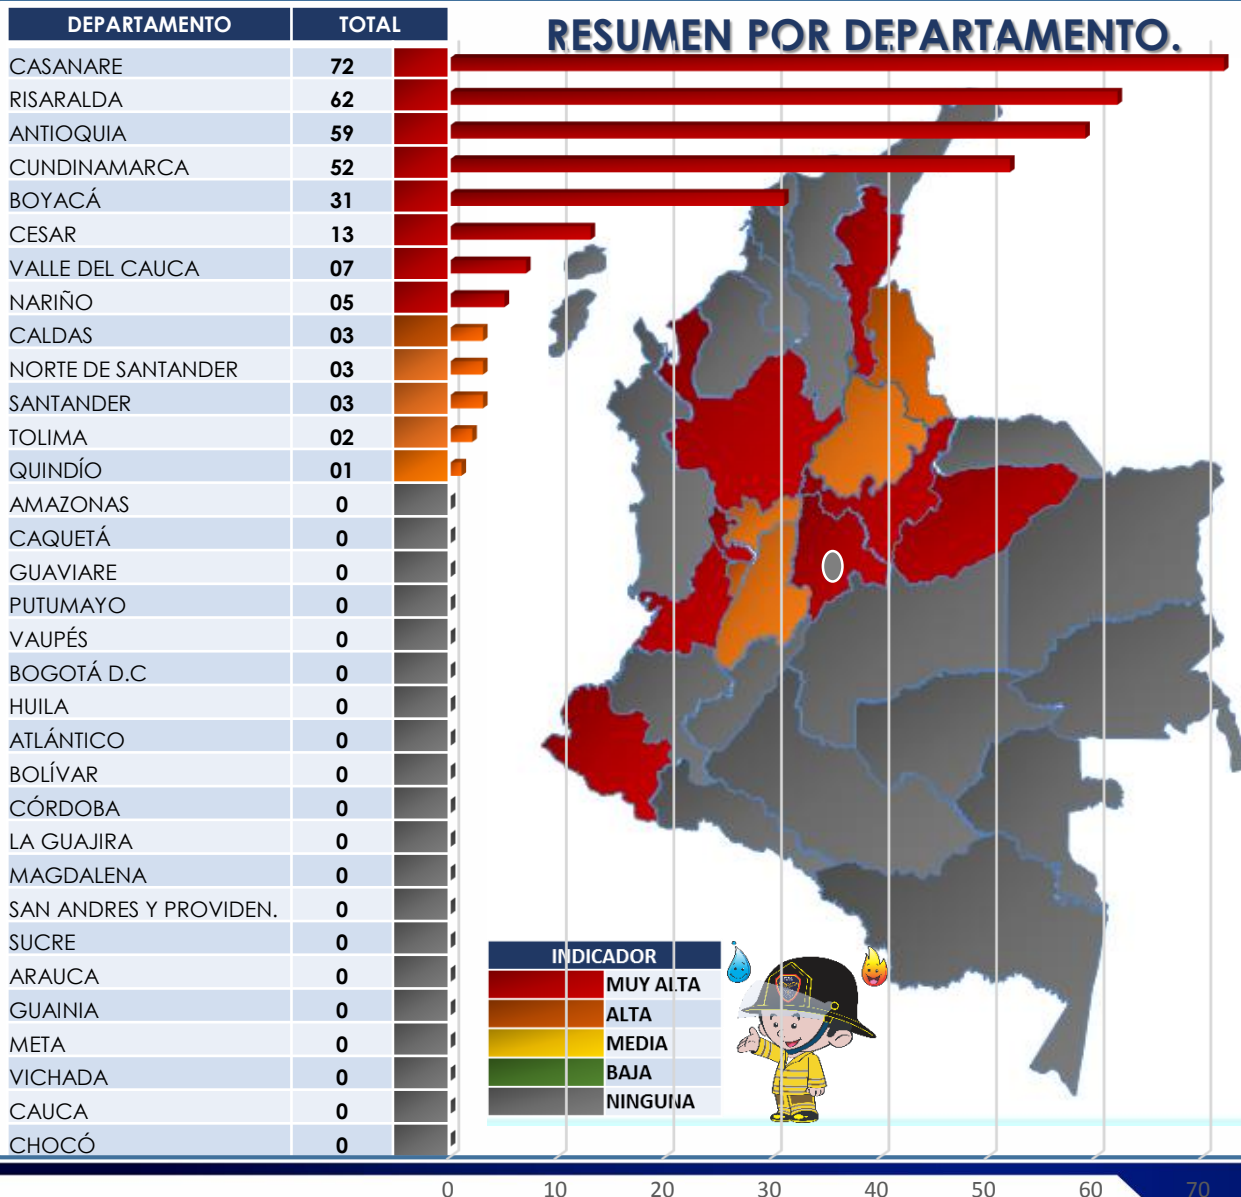 DEPARTAMENTO TOTAL
RESUMEN POR DEPARTAMENTO.
CASANARE 72
RISARALDA 62
ANTIOQUIA 59
CUNDINAMARCA 52
BOYACÁ 31
CESAR 13
VALLE DEL CAUCA 07
NARIÑO 05
CALDAS 03
NORTE DE SANTANDER 03
SANTANDER 03
TOLIMA 02
QUINDÍO 01
AMAZONAS 0
CAQUETÁ 0
GUAVIARE 0
PUTUMAYO 0
VAUPÉS 0
BOGOTÁ D.C 0
HUILA 0
ATLÁNTICO 0
BOLÍVAR 0
CÓRDOBA 0
LA GUAJIRA 0
MAGDALENA 0
SAN ANDRES Y PROVIDEN. 0
SUCRE 0
ARAUCA 0
GUAINIA 0
META 0
VICHADA 0
CAUCA 0
CHOCÓ 0
INDICADOR
MUY ALTA
ALTA
MEDIA
BAJA
NINGUNA
0 10 20 30 40 50 60 70